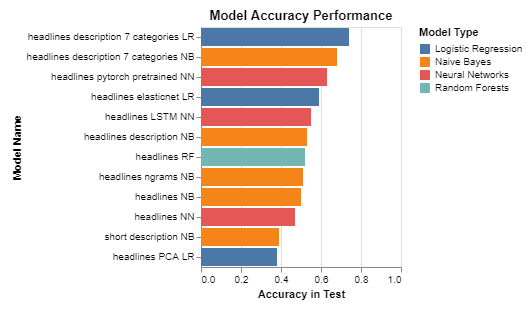 Model Accuracy Performance
Model Type
Logistic Regression
Naive Bayes
Neural Networks
Random Forests
Model Name
headlines description 7 categories LR
headlines description 7 categories NB
headlines pytorch pretrained NN
headlines elasticnet LR
headlines LSTM NN
headlines description NB
headlines RF
headlines ngrams NB
headlines NB
headlines NN
short description NB
headlines PCA LR
0.0 0.2 0.4 0.6 0.8 1.0
Accuracy in Test